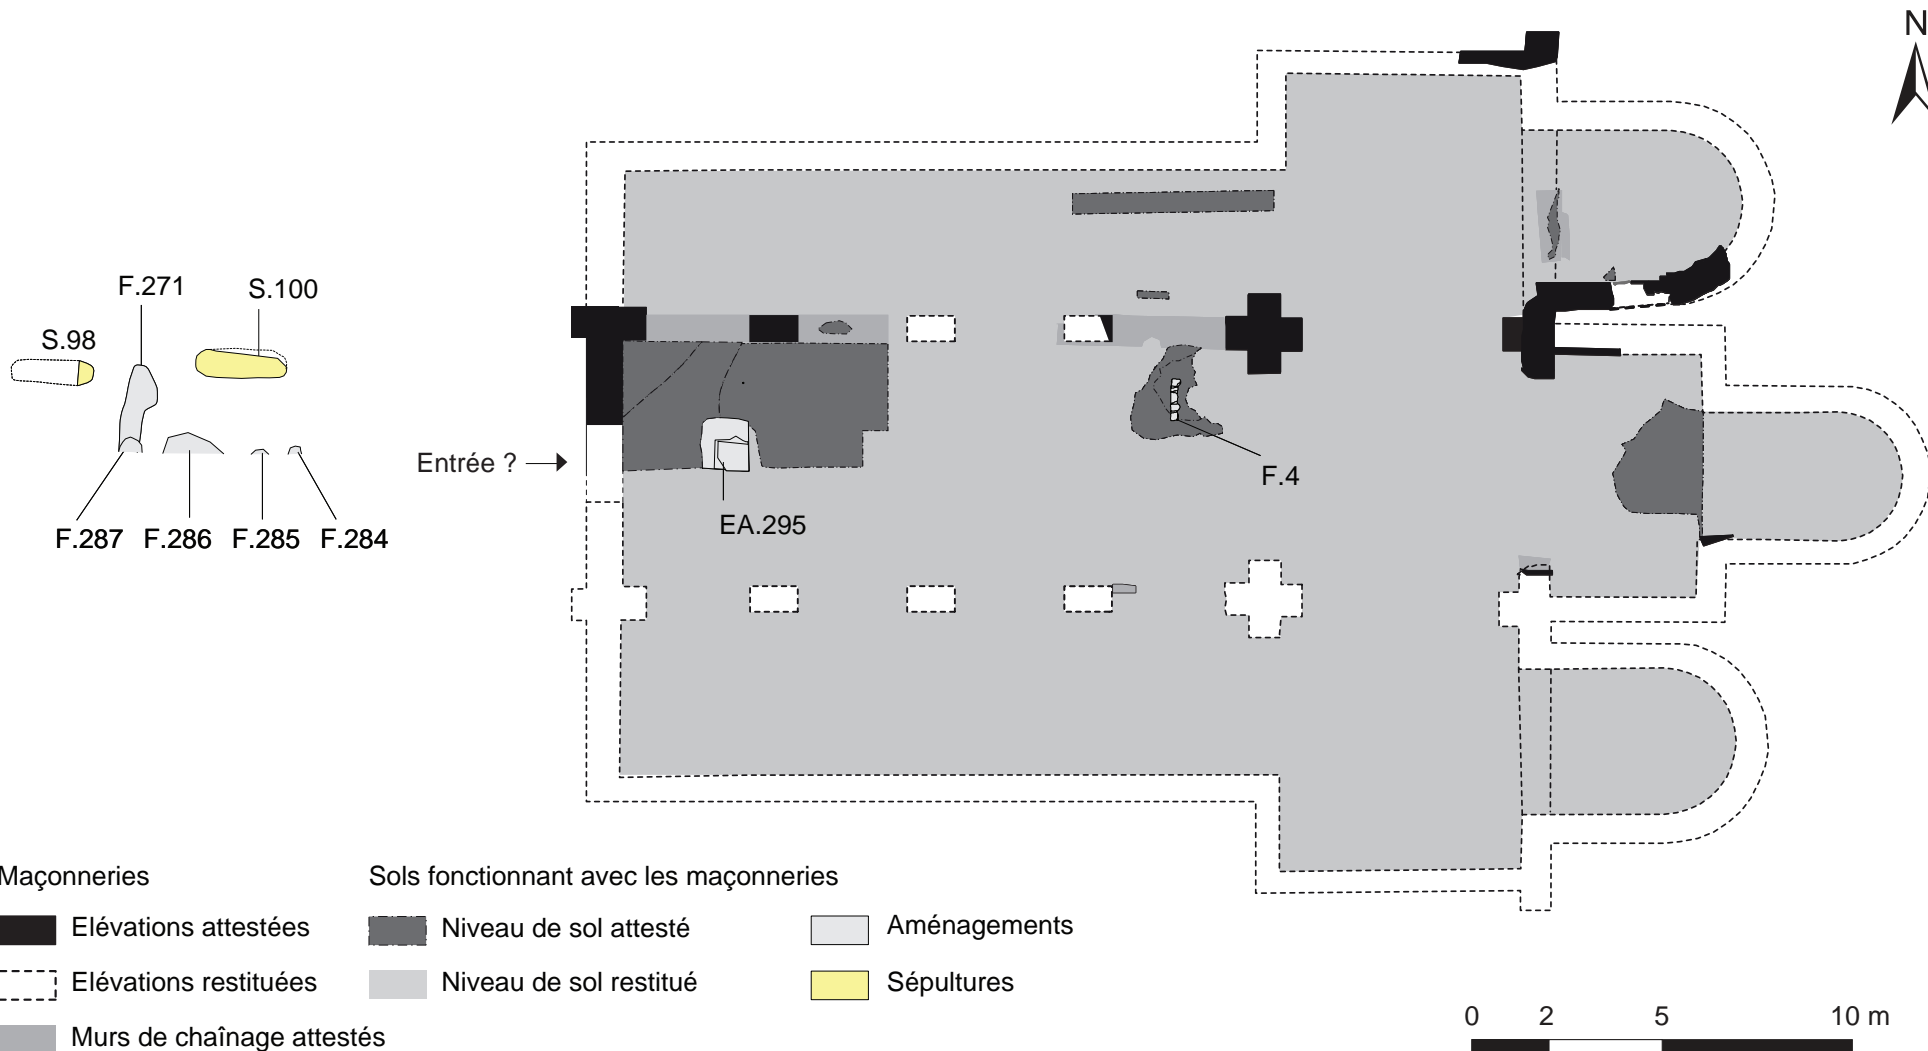 N
F.271
S.100
S.98
Entrée ?
F.4
EA.295
F.287 F.286 F.285 F.284
Maçonneries
Elévations attestées
Elévations restituées
Murs de chaînage attestés
Sols fonctionnant avec les maçonneries
Niveau de sol attesté
Niveau de sol restitué
Aménagements
Sépultures
0 2 5 10 m